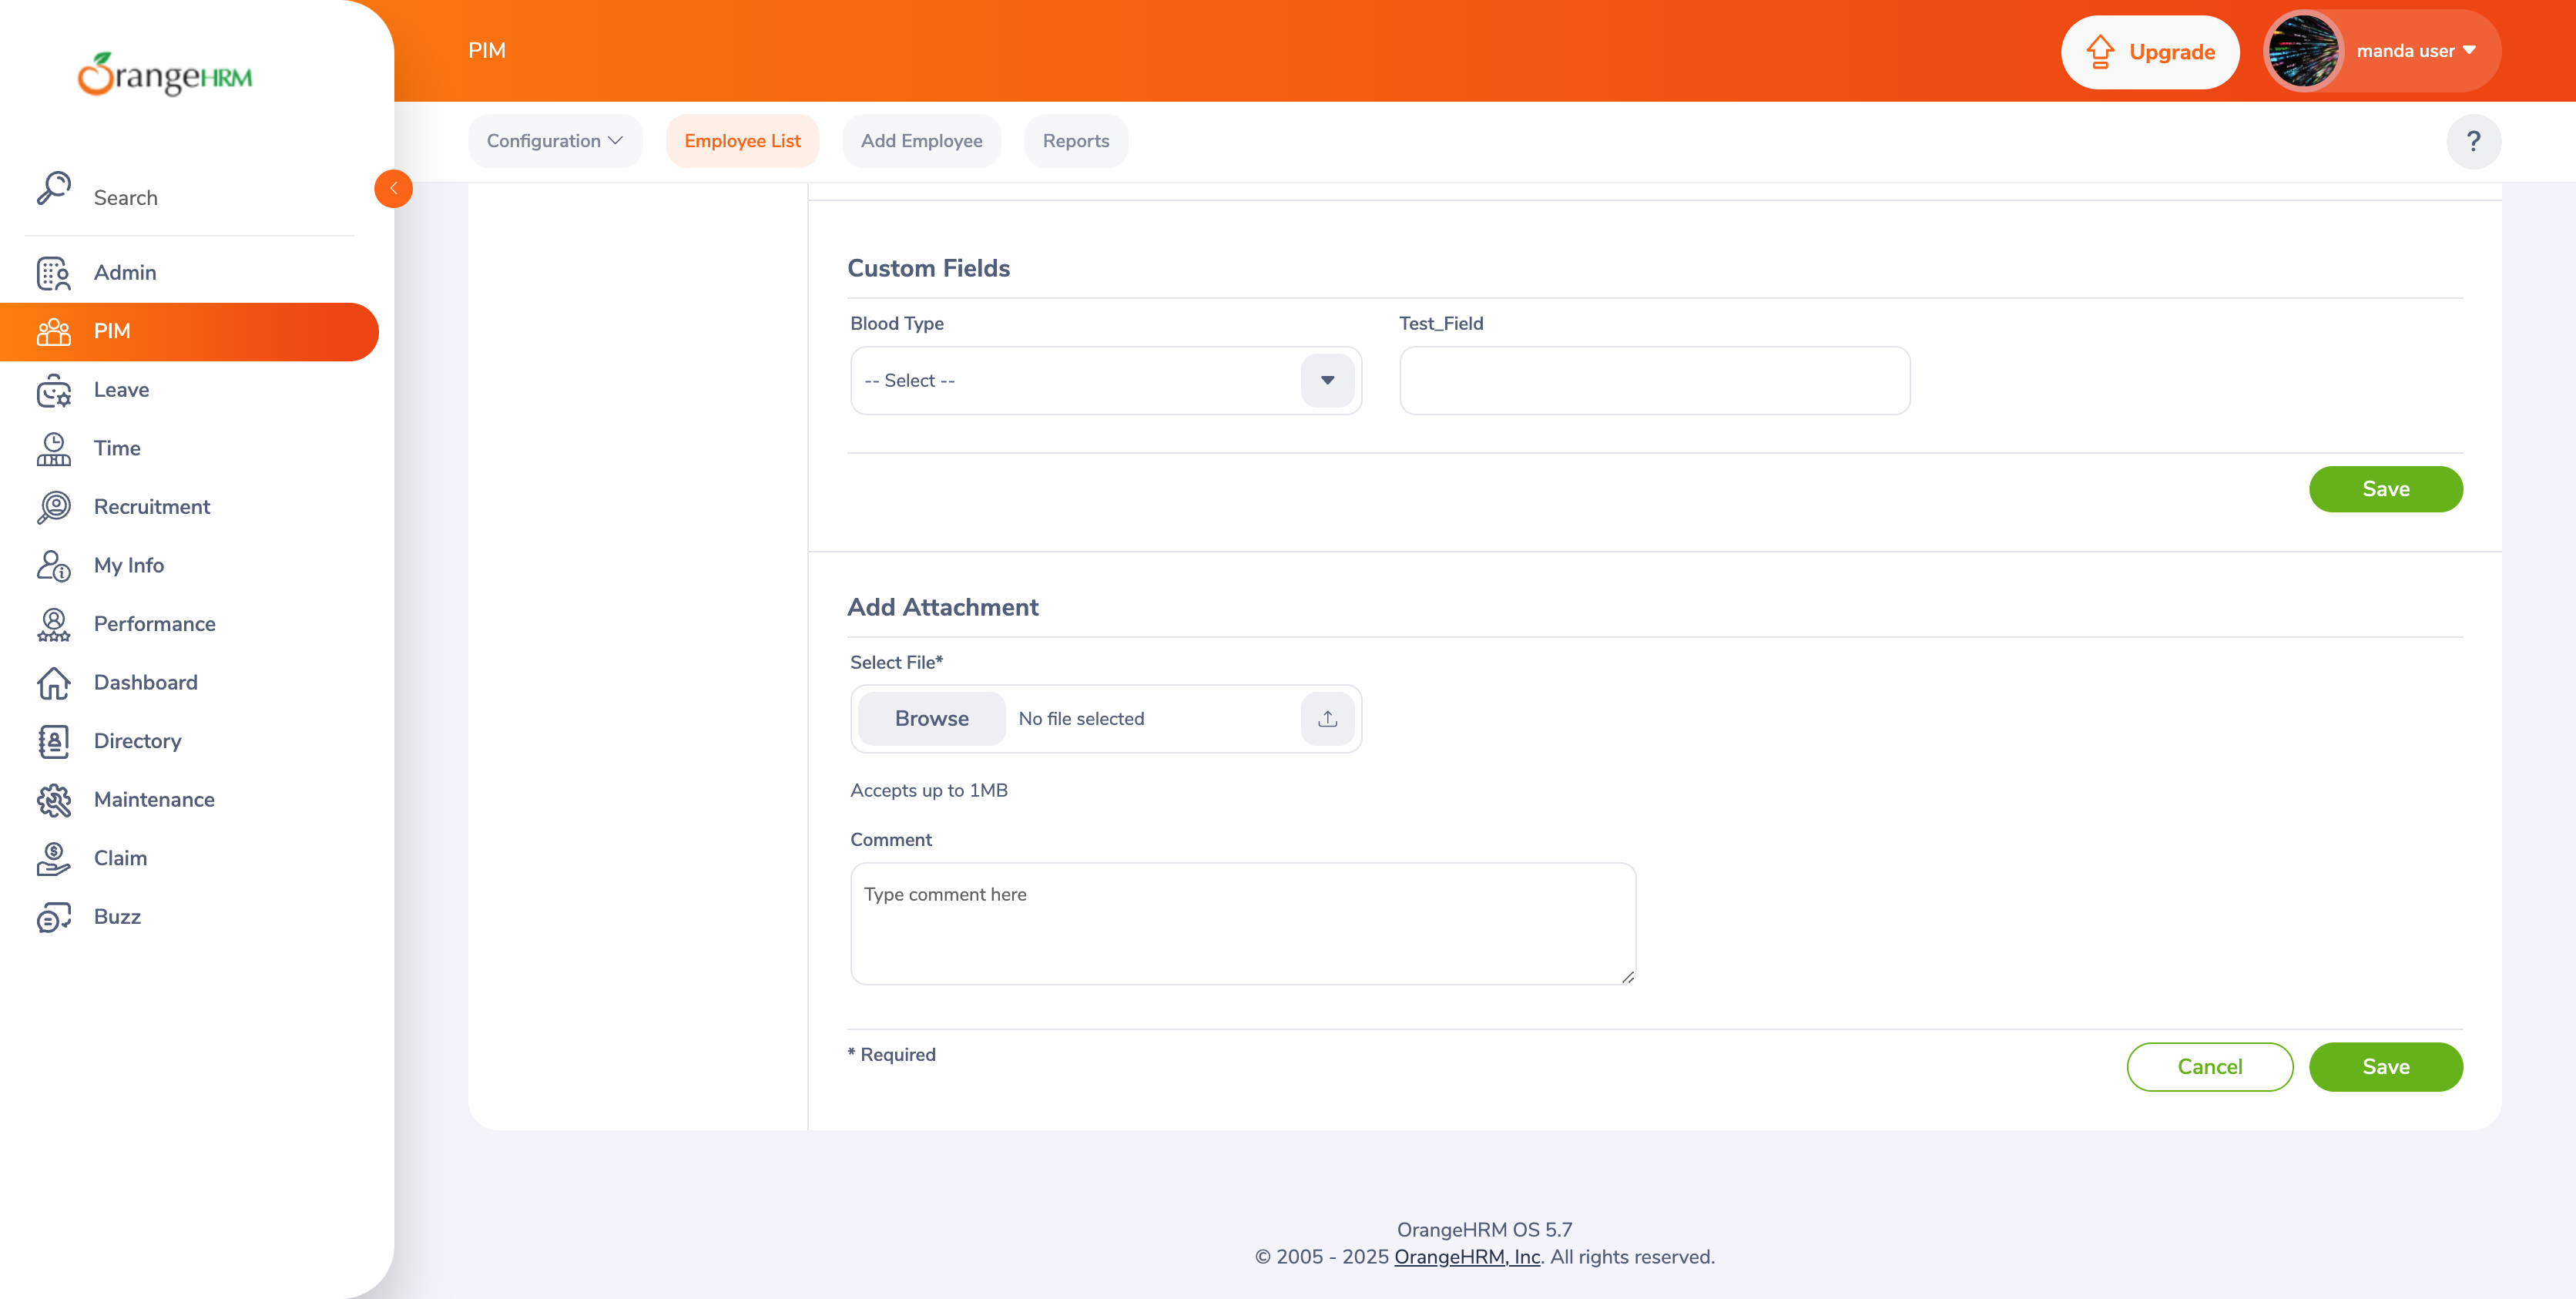 OrangeHRM
PIM
Upgrade
manda user
Search
Configuration
Employee List
Add Employee
Reports
?
Admin
PIM
Leave
Time
Recruitment
My Info
Performance
Dashboard
Directory
Maintenance
Claim
Buzz
Custom Fields
Blood Type
Test_Field
-- Select --
Save
Add Attachment
Select File*
Browse
No file selected
Accepts up to 1MB
Comment
Type comment here
* Required
Cancel
Save
OrangeHRM OS 5.7
© 2005 - 2025 OrangeHRM, Inc. All rights reserved.